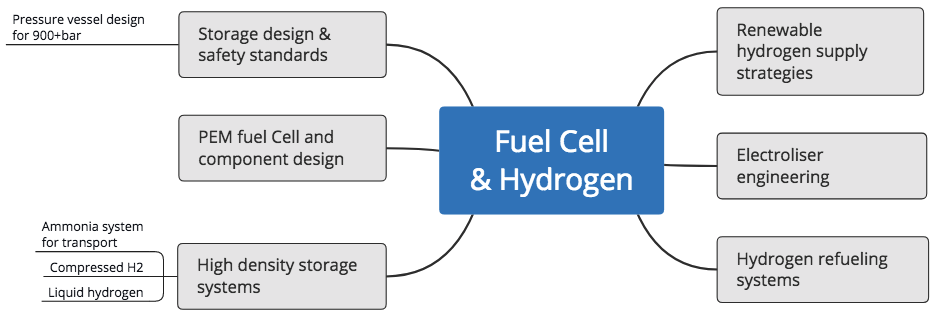 Pressure vessel design
for 900+bar
Storage design &
safety standards
PEM fuel Cell and
component design
Ammonia system
for transport
Compressed H2
Liquid hydrogen
High density storage
systems
Fuel Cell
& Hydrogen
Renewable
hydrogen supply
strategies
Electroliser
engineering
Hydrogen refueling
systems